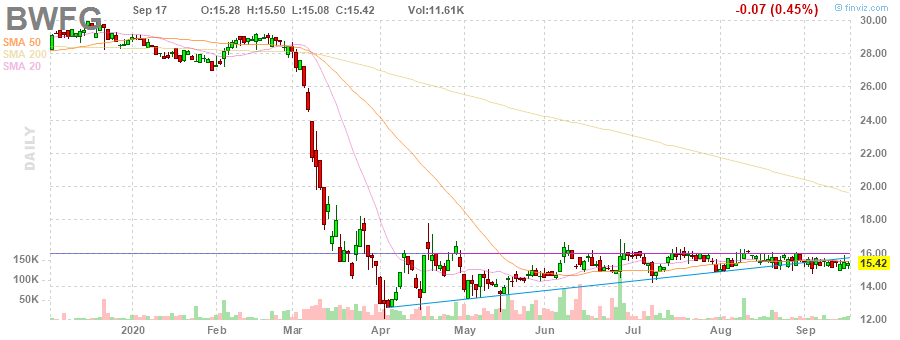 BWFG
Sep 17 O:15.28 H:15.50 L:15.08 C:15.42 Vol:11.61K
-0.07 (0.45%)
© finviz.com
SMA 50
SMA 200
SMA 20
DAILY
30.00
28.00
26.00
24.00
22.00
20.00
18.00
16.00
15.42
14.00
12.00
150K
100K
50K
2020 Feb Mar Apr May Jun Jul Aug Sep